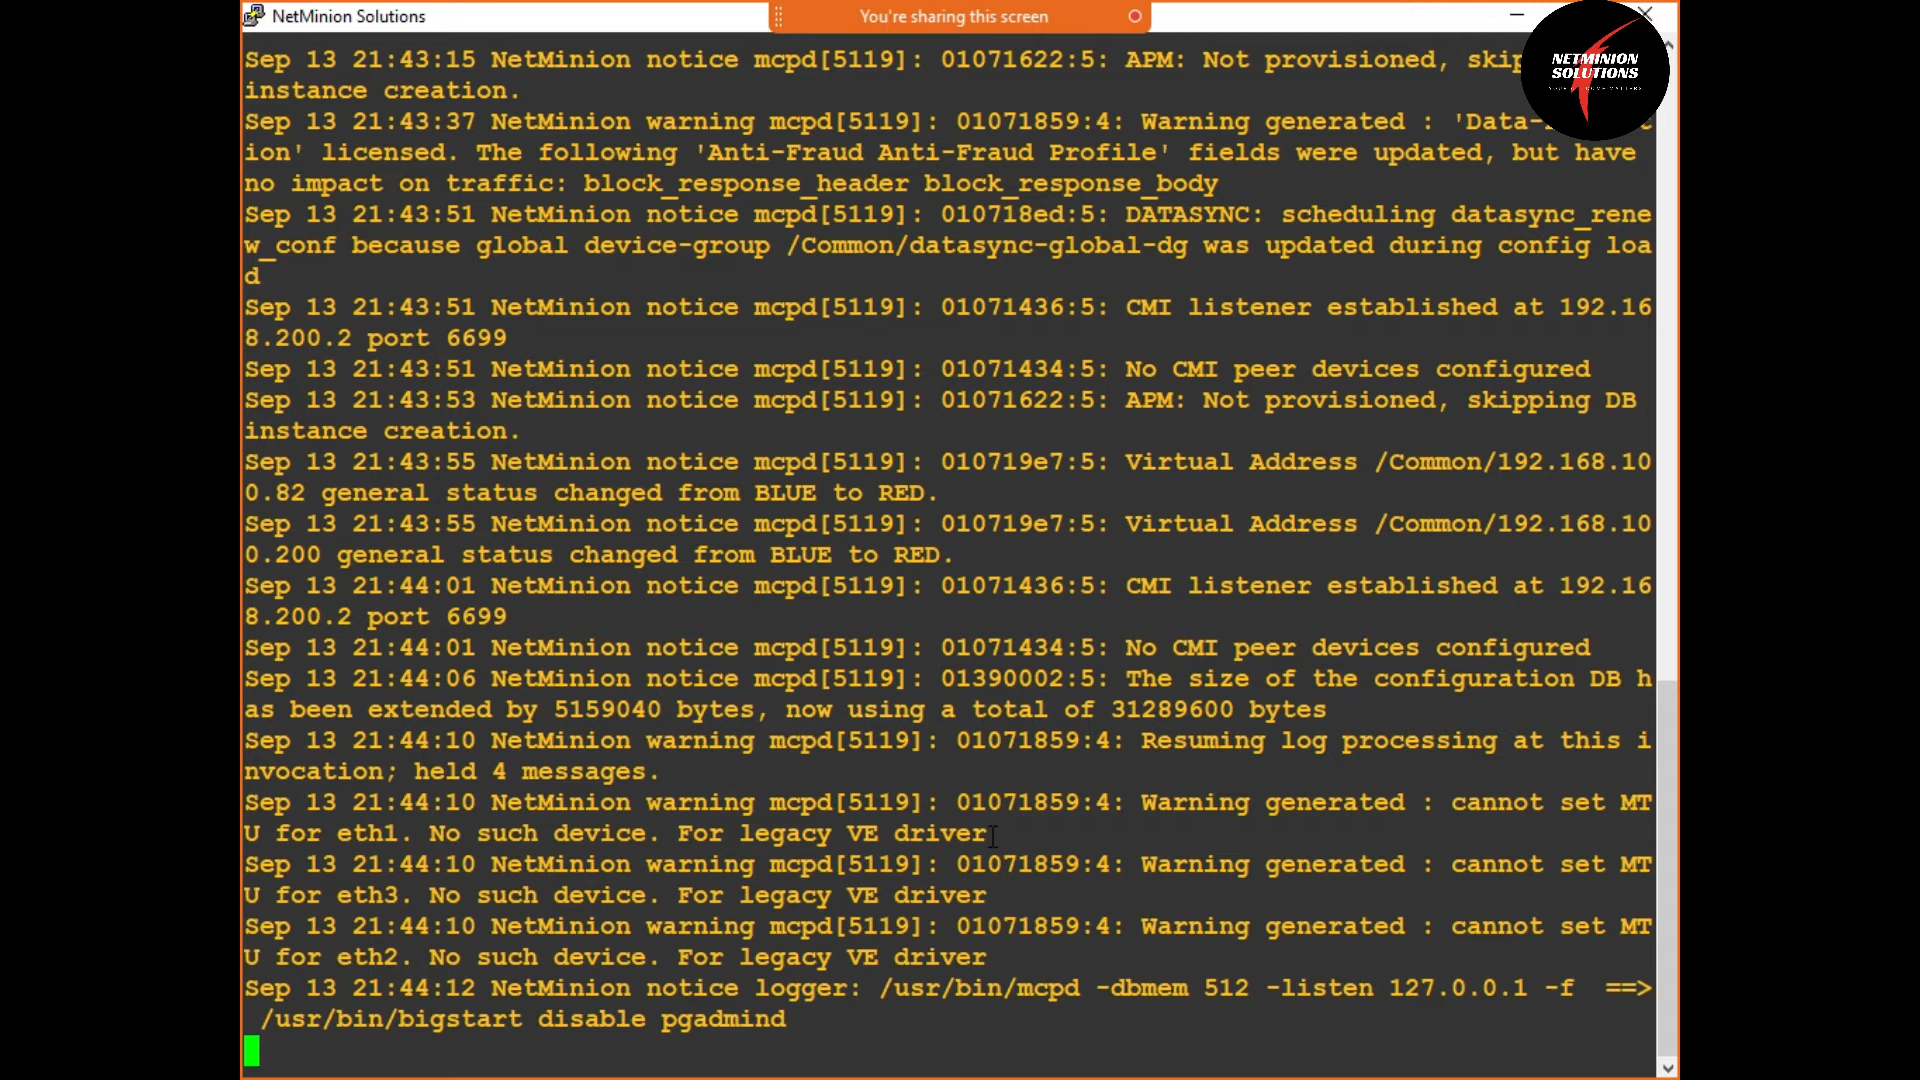 NetMinion Solutions
You're sharing this screen
NETMINION
SOLUTIONS
Sep 13 21:43:15 NetMinion notice mcpd[5119]: 01071622:5: APM: Not provisioned,
instance creation.
Sep 13 21:43:37 NetMinion warning mcpd[5119]: 01071859:4: Warning generated :
ion' licensed. The following 'Anti-Fraud Anti-Fraud Profile' fields were updated, but have
no impact on traffic: block_response_header block_response_body
Sep 13 21:43:51 NetMinion notice mcpd[5119]: 010718ed:5: DATASYNC: scheduling datasync_rene
w_conf because global device-group /Common/datasync-global-dg was updated during config loa
d
Sep 13 21:43:51 NetMinion notice mcpd[5119]: 01071436:5: CMI listener established at 192.16
8.200.2 port 6699
Sep 13 21:43:51 NetMinion notice mcpd[5119]: 01071434:5: No CMI peer devices configured
Sep 13 21:43:53 NetMinion notice mcpd[5119]: 01071622:5: APM: Not provisioned, skipping DB
instance creation.
Sep 13 21:43:55 NetMinion notice mcpd[5119]: 010719e7:5: Virtual Address /Common/192.168.10
0.82 general status changed from BLUE to RED.
Sep 13 21:43:55 NetMinion notice mcpd[5119]: 010719e7:5: Virtual Address /Common/192.168.10
0.200 general status changed from BLUE to RED.
Sep 13 21:44:01 NetMinion notice mcpd[5119]: 01071436:5: CMI listener established at 192.16
8.200.2 port 6699
Sep 13 21:44:01 NetMinion notice mcpd[5119]: 01071434:5: No CMI peer devices configured
Sep 13 21:44:06 NetMinion notice mcpd[5119]: 01390002:5: The size of the configuration DB h
as been extended by 5159040 bytes, now using a total of 31289600 bytes
Sep 13 21:44:10 NetMinion warning mcpd[5119]: 01071859:4: Resuming log processing at this i
nvocation; held 4 messages.
Sep 13 21:44:10 NetMinion warning mcpd[5119]: 01071859:4: Warning generated : cannot set MT
U for eth1. No such device. For legacy VE driver
Sep 13 21:44:10 NetMinion warning mcpd[5119]: 01071859:4: Warning generated : cannot set MT
U for eth3. No such device. For legacy VE driver
Sep 13 21:44:10 NetMinion warning mcpd[5119]: 01071859:4: Warning generated : cannot set MT
U for eth2. No such device. For legacy VE driver
Sep 13 21:44:12 NetMinion notice logger: /usr/bin/mcpd -dbmem 512 -listen 127.0.0.1 -f  ==>
/usr/bin/bigstart disable pgadmind